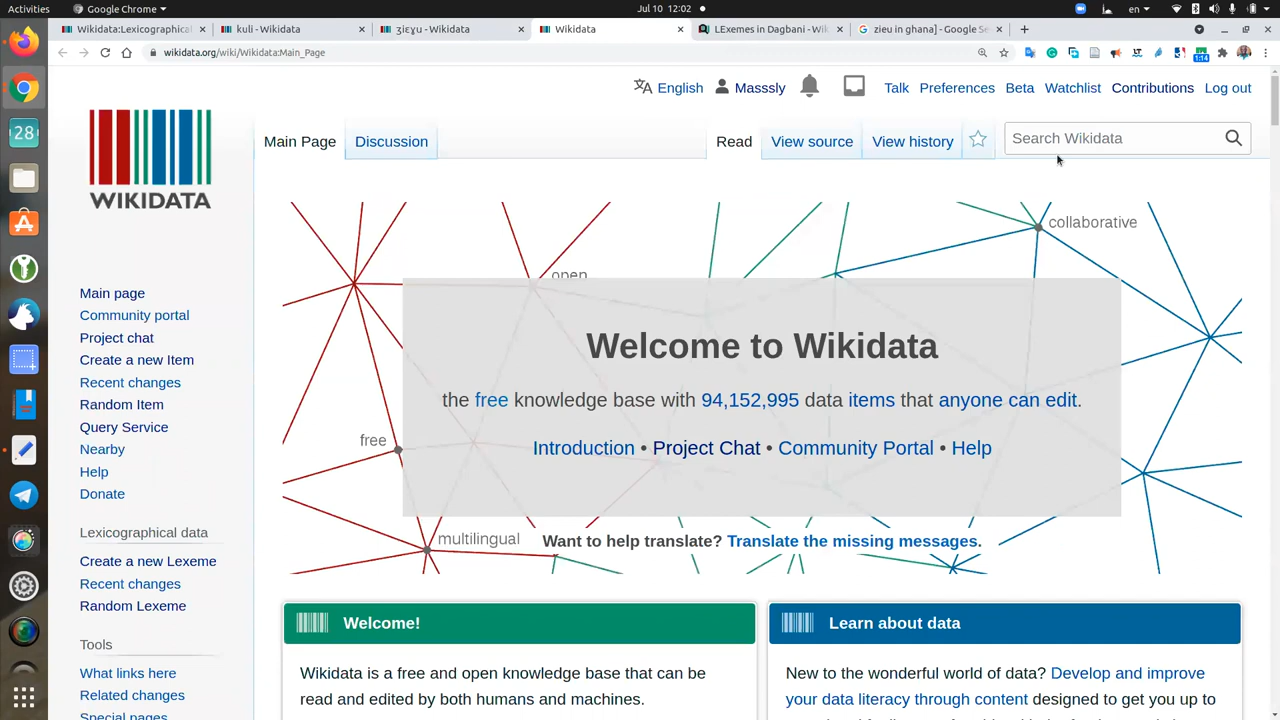 Activities
Google Chrome
Jul 10 12:02
en
Wikidata:Lexicographical
kuli - Wikidata
ʒiɛɣu - Wikidata
Wikidata
LExemes in Dagbani - Wik
zieu in ghana] - Google Se
wikidata.org/wiki/Wikidata:Main_Page
1:14
28
English
Masssly
Talk
Preferences
Beta
Watchlist
Contributions
Log out
WIKIDATA
Main Page
Discussion
Read
View source
View history
Search Wikidata
collaborative
open
free
multilingual
Welcome to Wikidata
the free knowledge base with 94,152,995 data items that anyone can edit.
Introduction • Project Chat • Community Portal • Help
Want to help translate? Translate the missing messages.
Main page
Community portal
Project chat
Create a new Item
Recent changes
Random Item
Query Service
Nearby
Help
Donate
Lexicographical data
Create a new Lexeme
Recent changes
Random Lexeme
Tools
What links here
Related changes
Special pages
Welcome!
Wikidata is a free and open knowledge base that can be
read and edited by both humans and machines.
Learn about data
New to the wonderful world of data? Develop and improve
your data literacy through content designed to get you up to